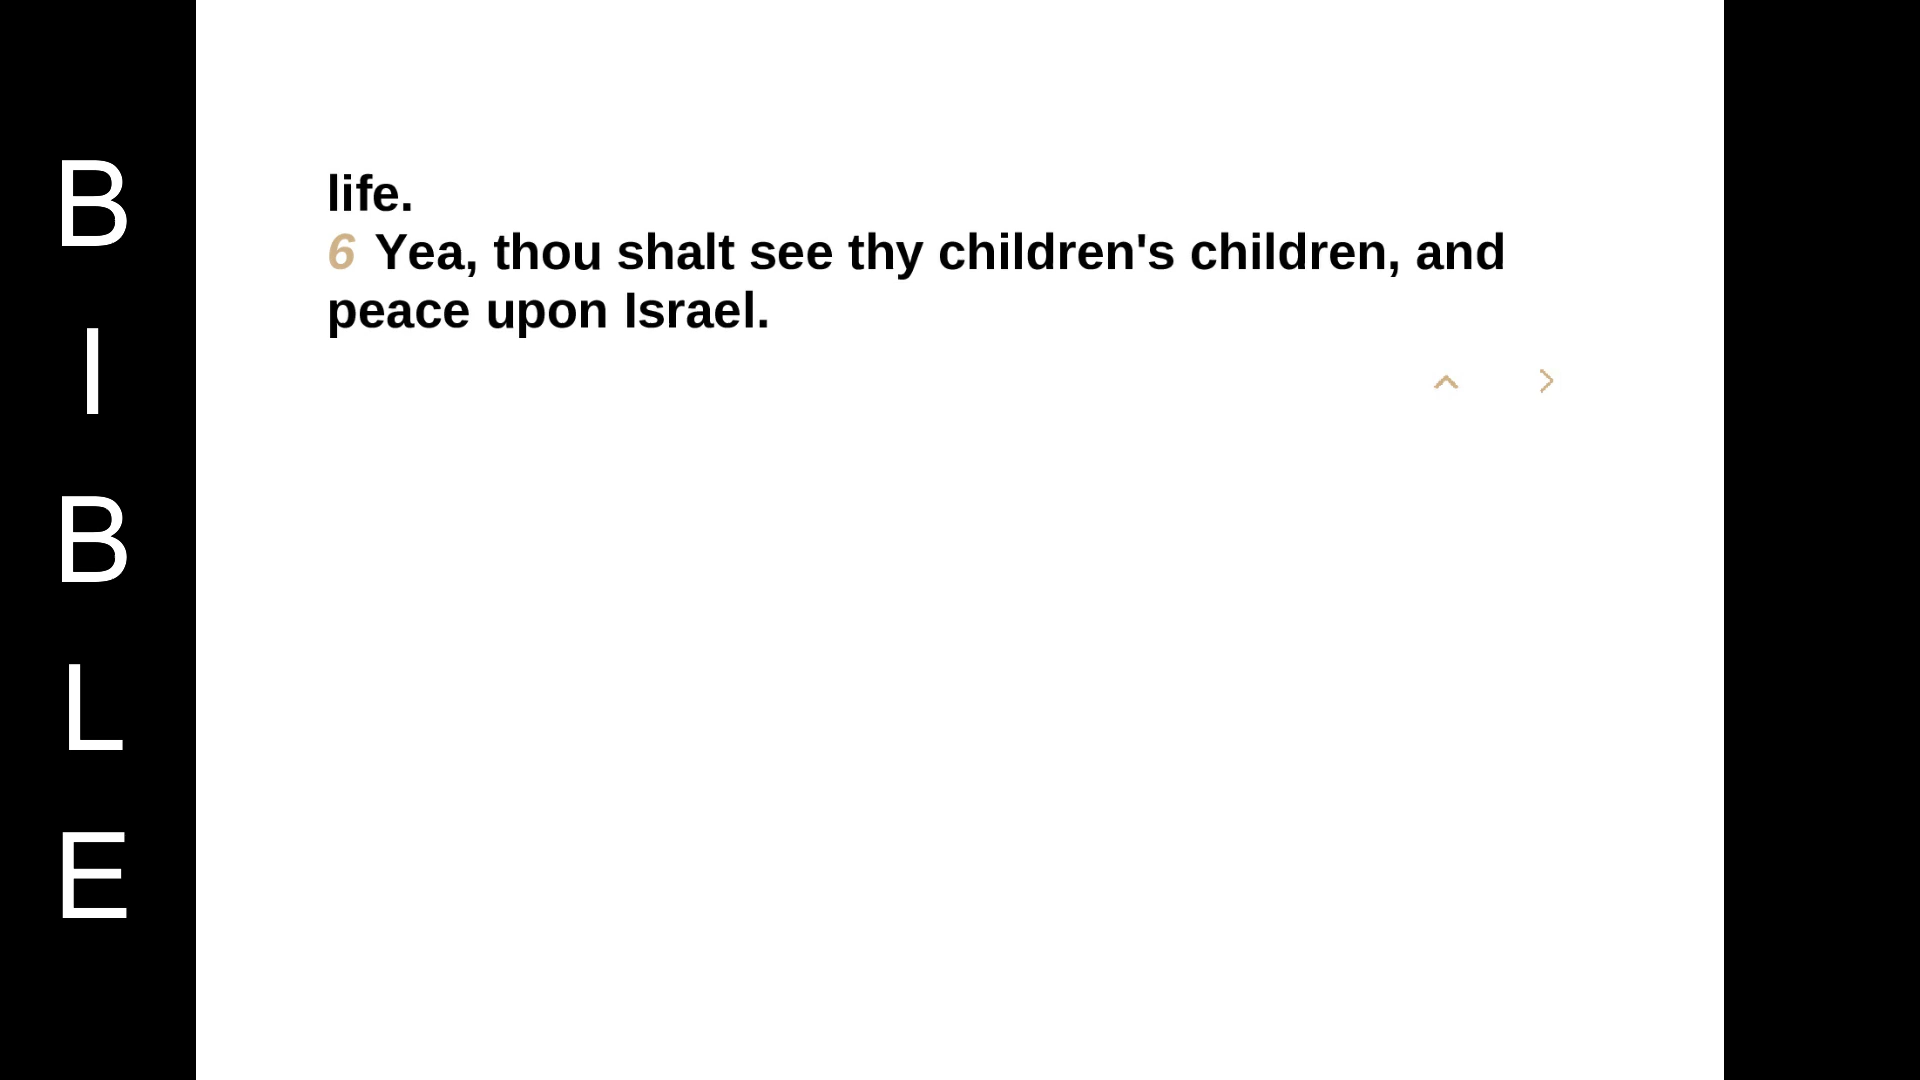 B
I
B
L
E
life.
6 Yea, thou shalt see thy children's children, and
peace upon Israel.